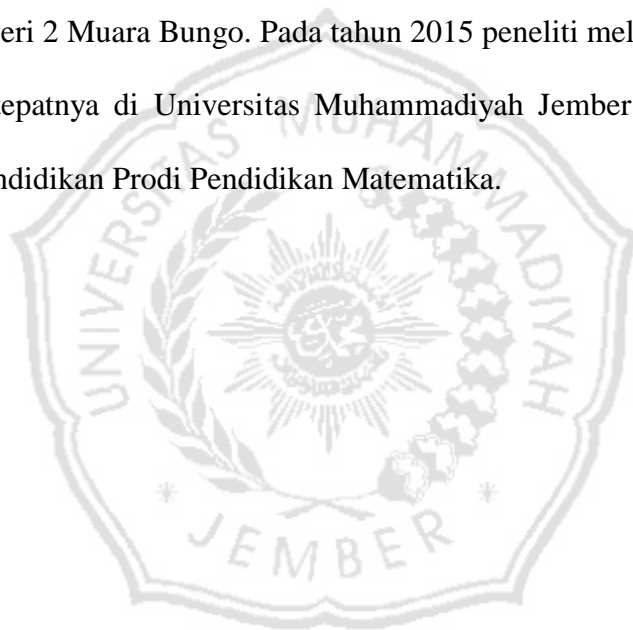 eri 2 Muara Bungo. Pada tahun 2015 peneliti mel
tepatnya di Universitas Muhammadiyah Jember
ndidikan Prodi Pendidikan Matematika.
UNIVERSITAS MUHAMMADIYAH
JEMBER